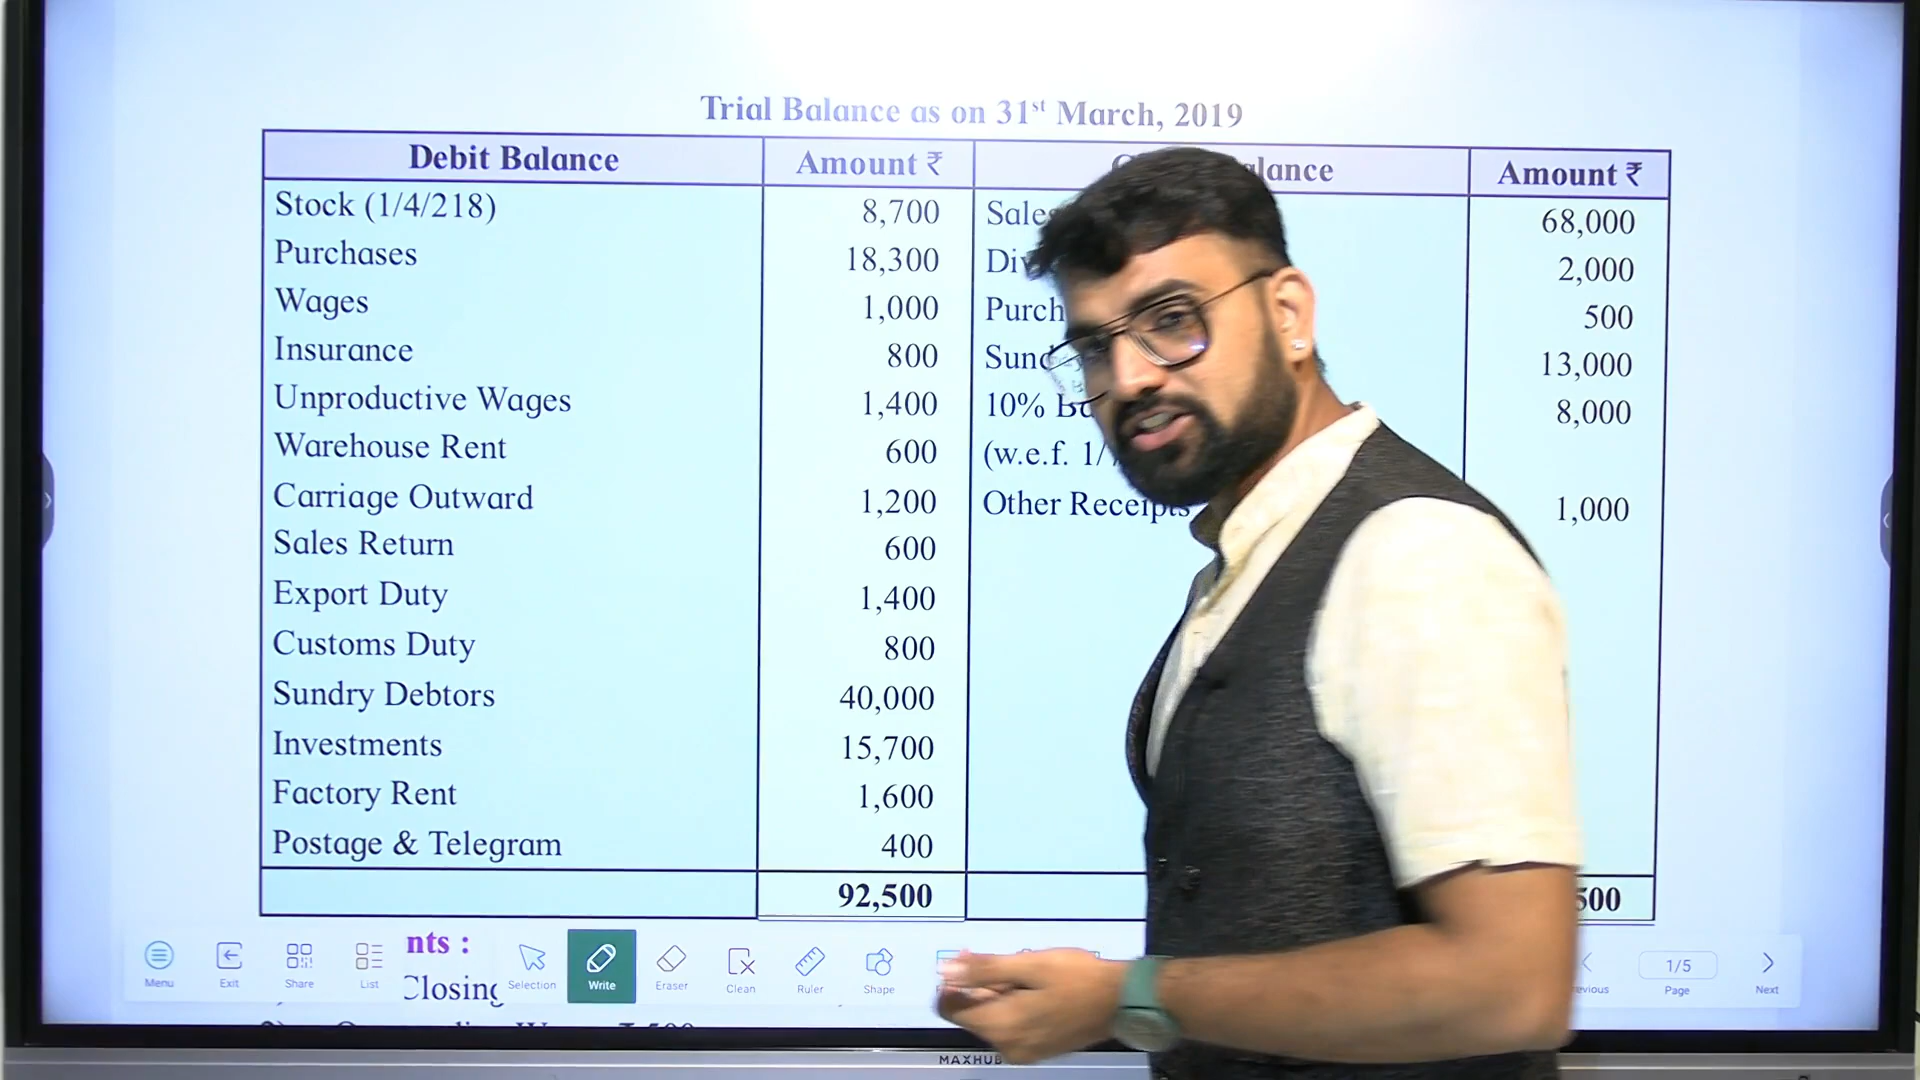 Trial Balance as on 31st March, 2019
Debit Balance Amount ₹ Amount ₹
Stock (1/4/218) 8,700 68,000
Purchases 18,300 2,000
Wages 1,000 500
Insurance 800 13,000
Unproductive Wages 1,400 10% 8,000
Warehouse Rent 600 (w.e.f.
Carriage Outward 1,200 Other Receipts 1,000
Sales Return 600
Export Duty 1,400
Customs Duty 800
Sundry Debtors 40,000
Investments 15,700
Factory Rent 1,600
Postage & Telegram 400
92,500
Menu Exit Share List Selection Write Eraser Clean Ruler Shape 1/5 Page Next
MAXHUB